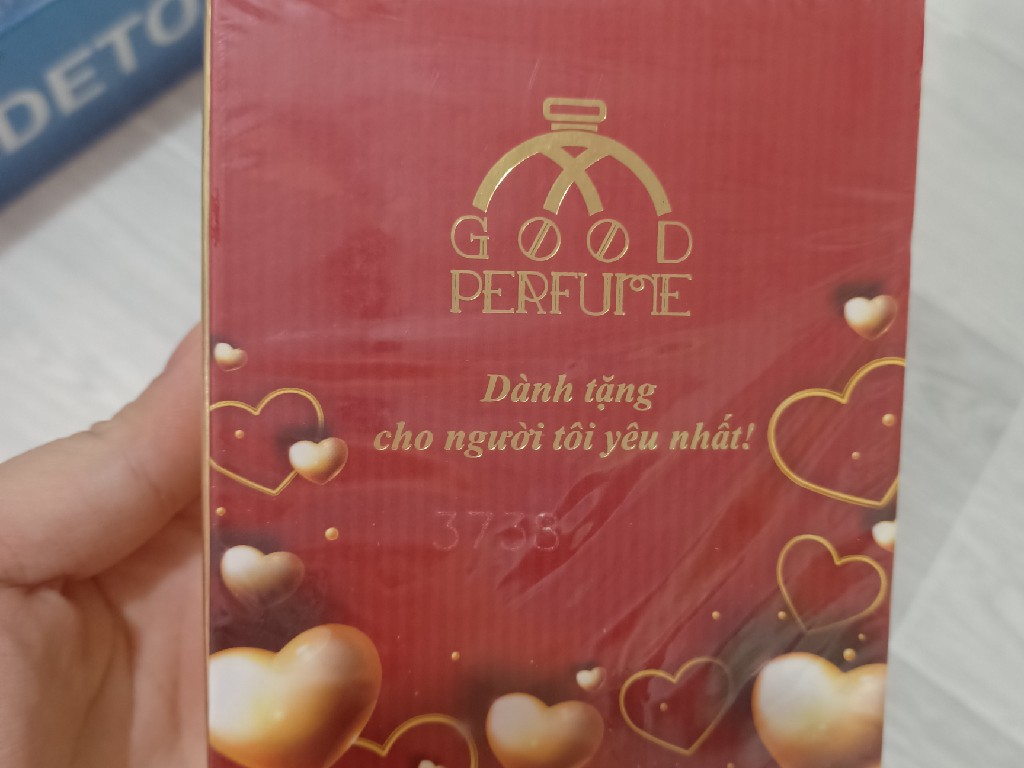 DETO
GOOD
PERFUME
Dành tặng
cho người tôi yêu nhất!
3738